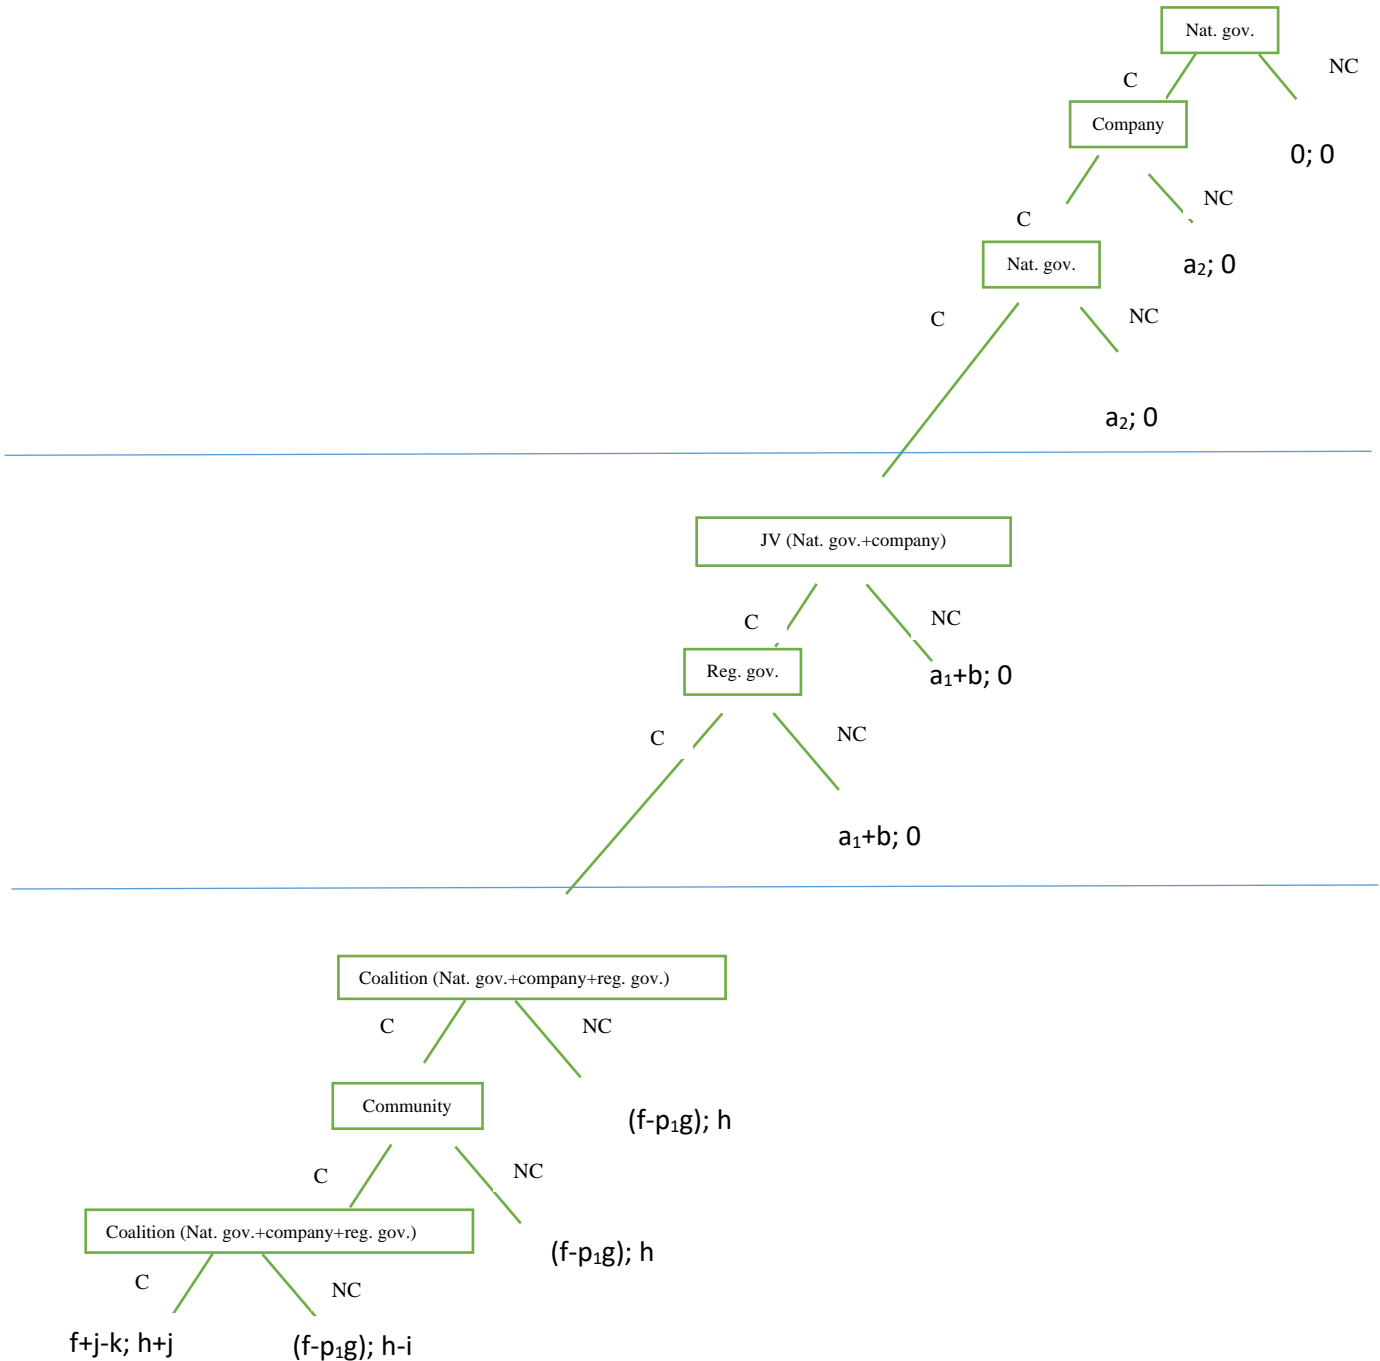 Nat. gov.
NC
C
Company
0; 0
NC
C
Nat. gov.
a₂; 0
C
NC
a₂; 0
JV (Nat. gov.+company)
C
NC
Reg. gov.
a₁+b; 0
C
NC
a₁+b; 0
Coalition (Nat. gov.+company+reg. gov.)
C
NC
Community
(f-p₁g); h
C
NC
Coalition (Nat. gov.+company+reg. gov.)
(f-p₁g); h
C
NC
f+j-k; h+j
(f-p₁g); h-i